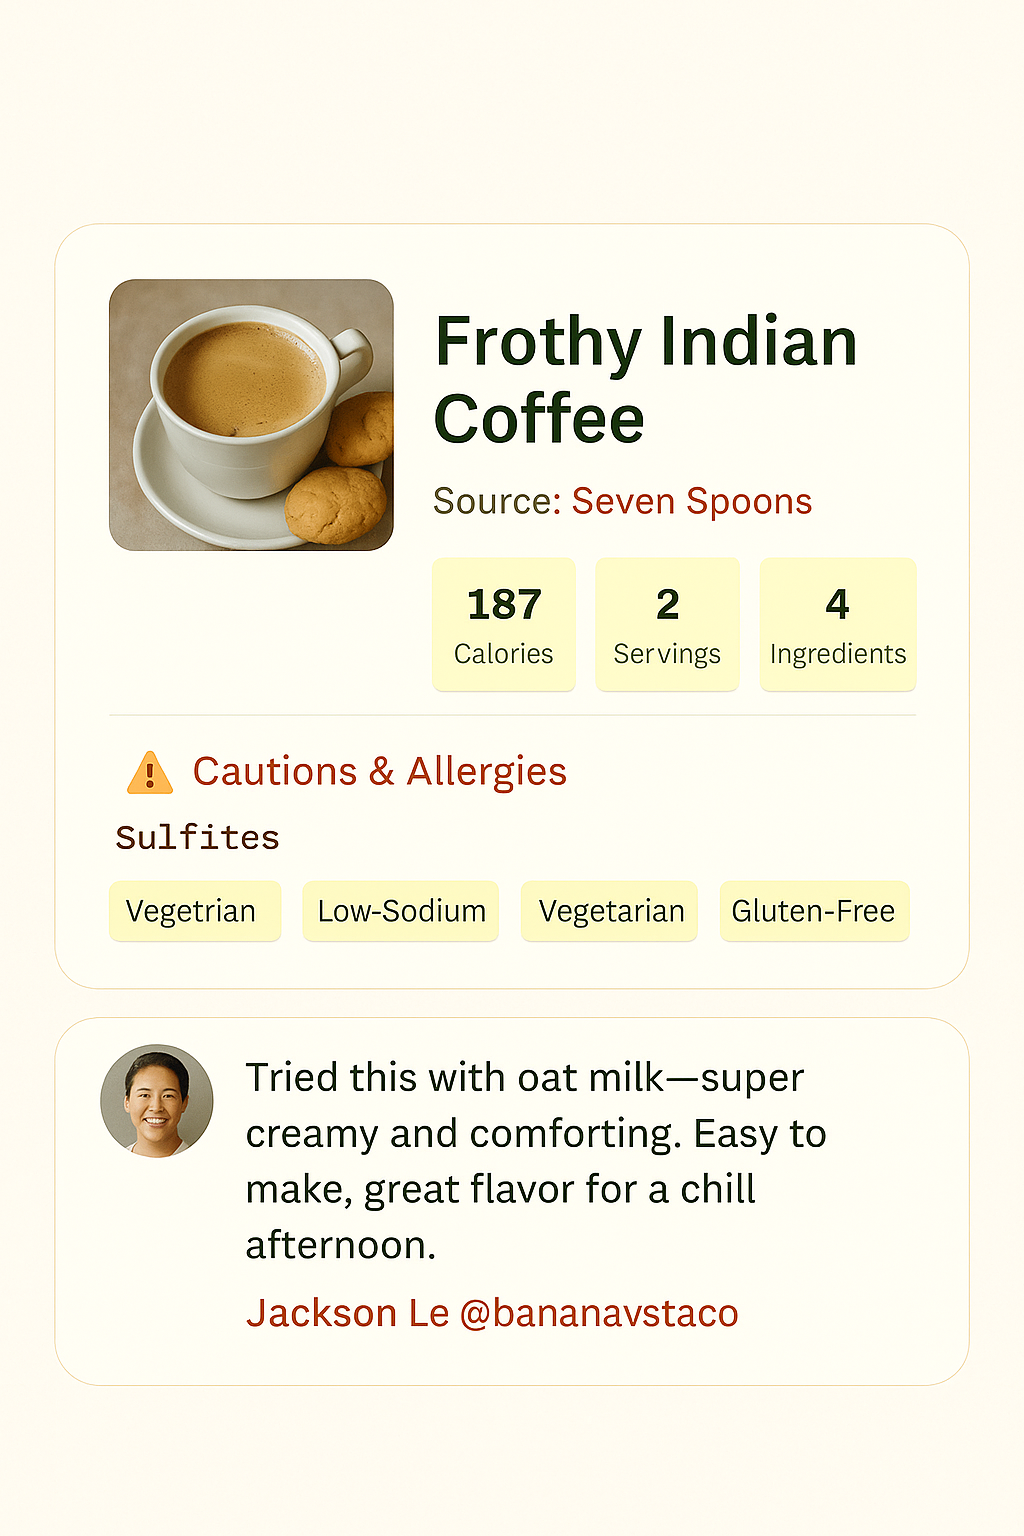 Frothy Indian
Coffee
Source: Seven Spoons
187
Calories
2
Servings
4
Ingredients
Cautions & Allergies
Sulfites
Vegetrian
Low-Sodium
Vegetarian
Gluten-Free
Tried this with oat milk—super
creamy and comforting. Easy to
make, great flavor for a chill
afternoon.
Jackson Le @bananavstaco